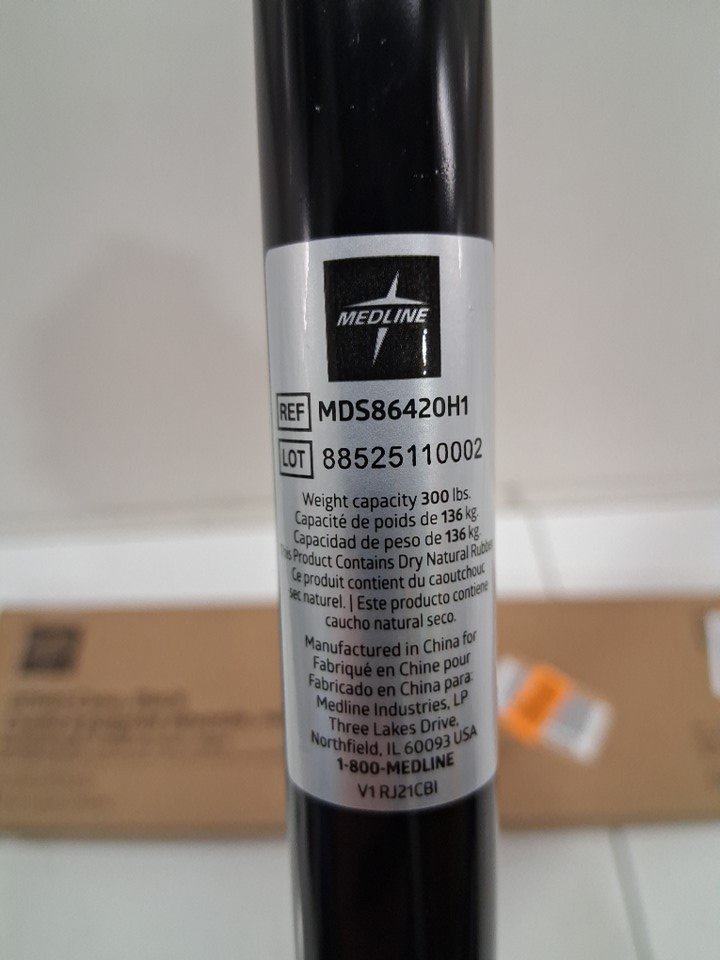 MEDLINE
REF MDS86420H1
LOT 88525110002
Weight capacity 300 lbs.
Capacité de poids de 136 kg.
Capacidad de peso de 136 kg.
This Product Contains Dry Natural Rubber
Ce produit contient du caoutchouc
sec naturel. | Este producto contiene
caucho natural seco.
Manufactured in China for
Fabriqué en Chine pour
Fabricado en China para:
Medline Industries, LP
Three Lakes Drive,
Northfield, IL 60093 USA
1-800-MEDLINE
V1 RJ21CBI